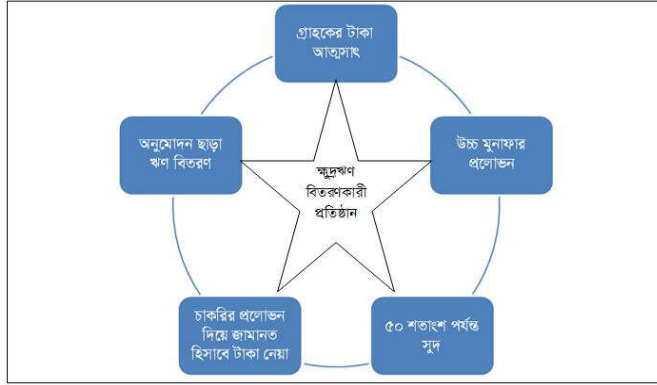 গ্রাহকের টাকা
আত্মসাৎ
অনুমোদন ছাড়া
ঋণ বিতরণ
উচ্চ মুনাফার
প্রলোভন
ক্ষুদ্রঋণ
বিতরণকারী
প্রতিষ্ঠান
চাকরির প্রলোভন
দিয়ে জামানত
হিসাবে টাকা নেয়া
৫০ শতাংশ পর্যন্ত
সুদ